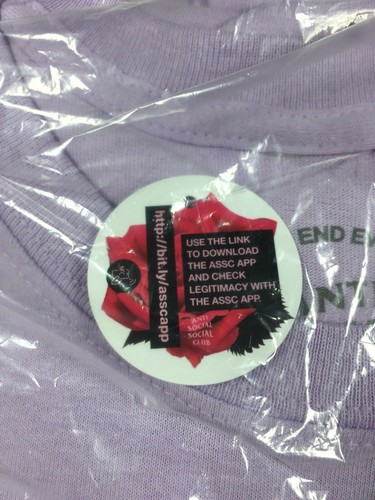 http://bit.ly/asscapp
USE THE LINK
TO DOWNLOAD
THE ASSC APP
AND CHECK
LEGITIMACY WITH
THE ASSC APP.
ANTI
SOCIAL
SOCIAL
CLUB
END